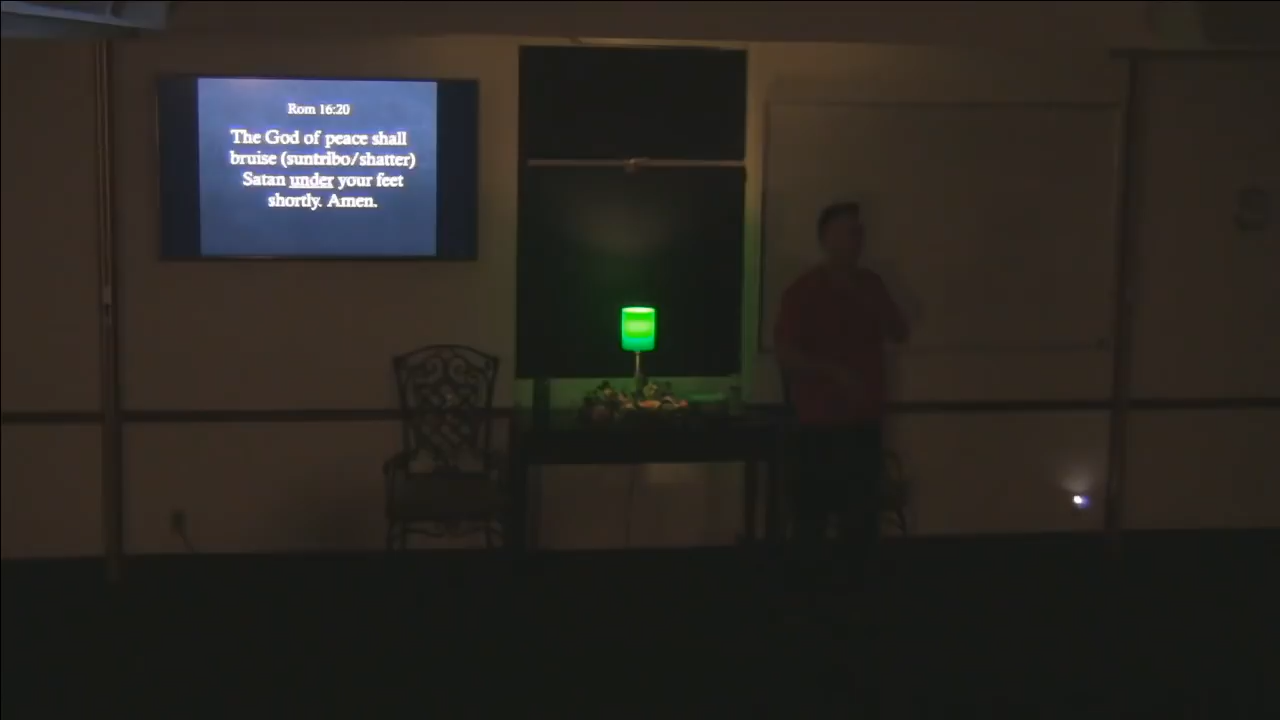 Rom 16:20
The God of peace shall
bruise (suntribo/shatter)
Satan under your feet
shortly. Amen.